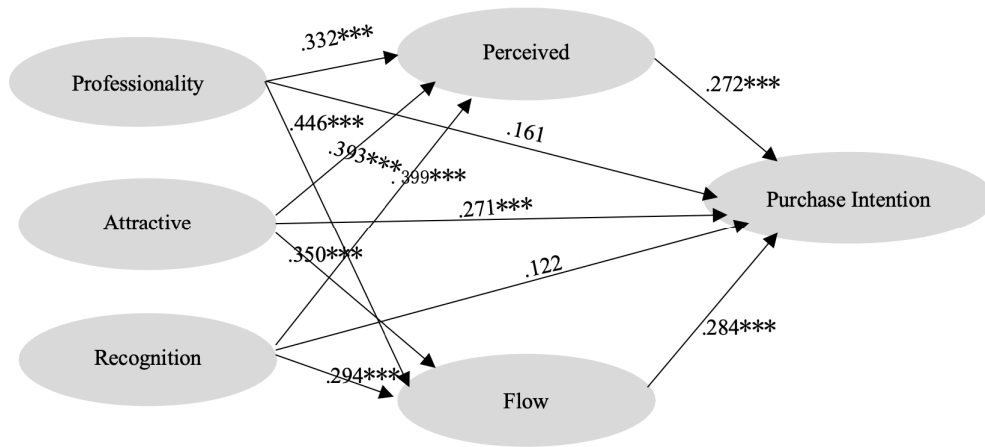 .332***
Perceived
Professionality
.272***
.446***
.161
.393***
.399***
Attractive
.271***
Purchase Intention
.350***
.122
.284***
Recognition
.294***
Flow